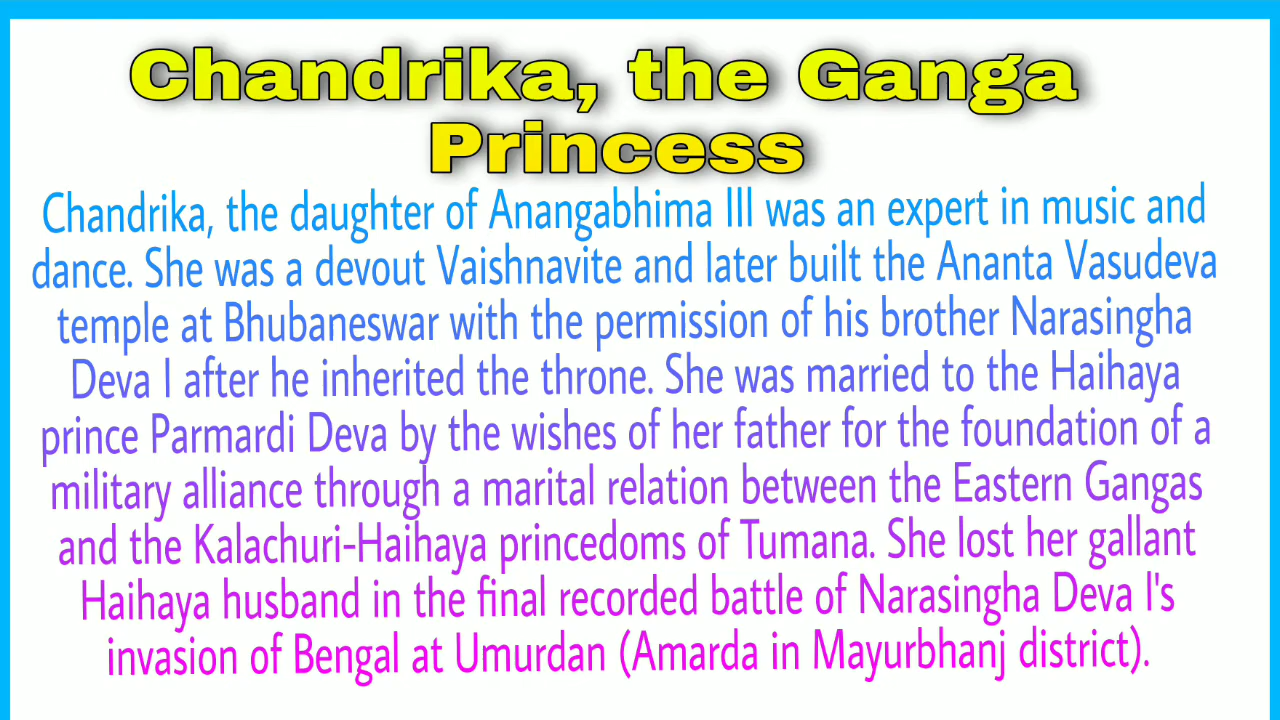 Chandrika, the Ganga
Princess
Chandrika, the daughter of Anangabhima III was an expert in music and
dance. She was a devout Vaishnavite and later built the Ananta Vasudeva
temple at Bhubaneswar with the permission of his brother Narasingha
Deva I after he inherited the throne. She was married to the Haihaya
prince Parmardi Deva by the wishes of her father for the foundation of a
military alliance through a marital relation between the Eastern Gangas
and the Kalachuri-Haihaya princedoms of Tumana. She lost her gallant
Haihaya husband in the final recorded battle of Narasingha Deva I's
invasion of Bengal at Umurdan (Amarda in Mayurbhanj district).